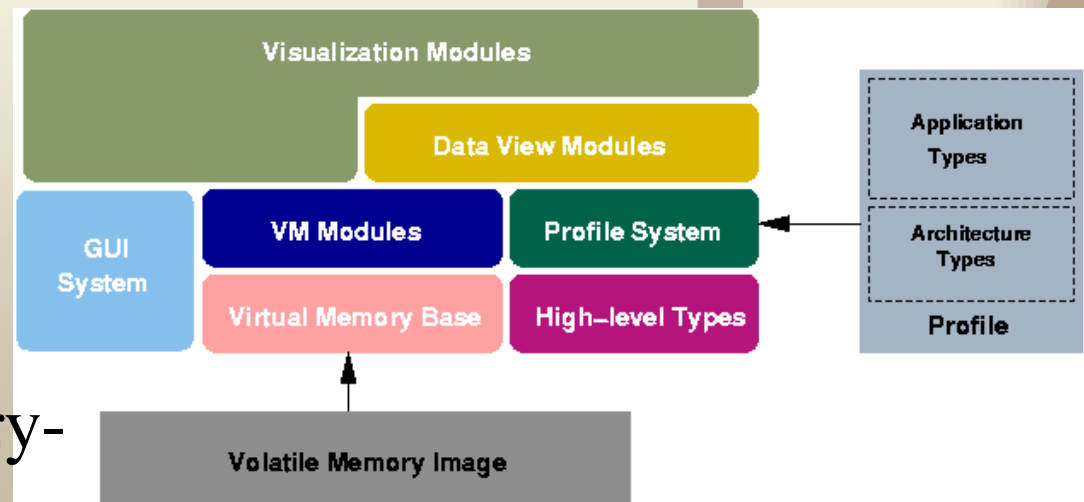 Visualization Modules
Data View Modules
GUI
System
VM Modules
Profile System
Virtual Memory Base
High–level Types
Application
Types
Architecture
Types
Profile
ry-
Volatile Memory Image